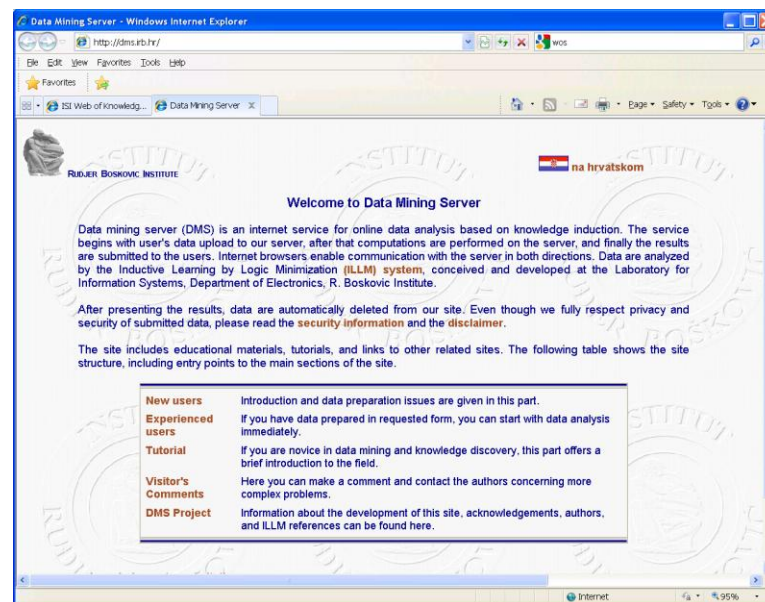 Data Mining Server - Windows Internet Explorer
http://dms.irb.hr/
wos
File Edit View Favorites Tools Help
Favorites
ISI Web of Knowledg... Data Mining Server X
Page Safety Tools
RUDJER BOSKOVIC INSTITUTE
na hrvatskom
Welcome to Data Mining Server
Data mining server (DMS) is an internet service for online data analysis based on knowledge induction. The service
begins with user's data upload to our server, after that computations are performed on the server, and finally the results
are submitted to the users. Internet browsers enable communication with the server in both directions. Data are analyzed
by the Inductive Learning by Logic Minimization (ILLM) system, conceived and developed at the Laboratory for
Information Systems, Department of Electronics, R. Boskovic Institute.
After presenting the results, data are automatically deleted from our site. Even though we fully respect privacy and
security of submitted data, please read the security information and the disclaimer.
The site includes educational materials, tutorials, and links to other related sites. The following table shows the site
structure, including entry points to the main sections of the site.
New users Introduction and data preparation issues are given in this part.
Experienced If you have data prepared in requested form, you can start with data analysis
users immediately.
Tutorial If you are novice in data mining and knowledge discovery, this part offers a
brief introduction to the field.
Visitor's Here you can make a comment and contact the authors concerning more
Comments complex problems.
DMS Project Information about the development of this site, acknowledgements, authors,
and ILLM references can be found here.
Internet 95%